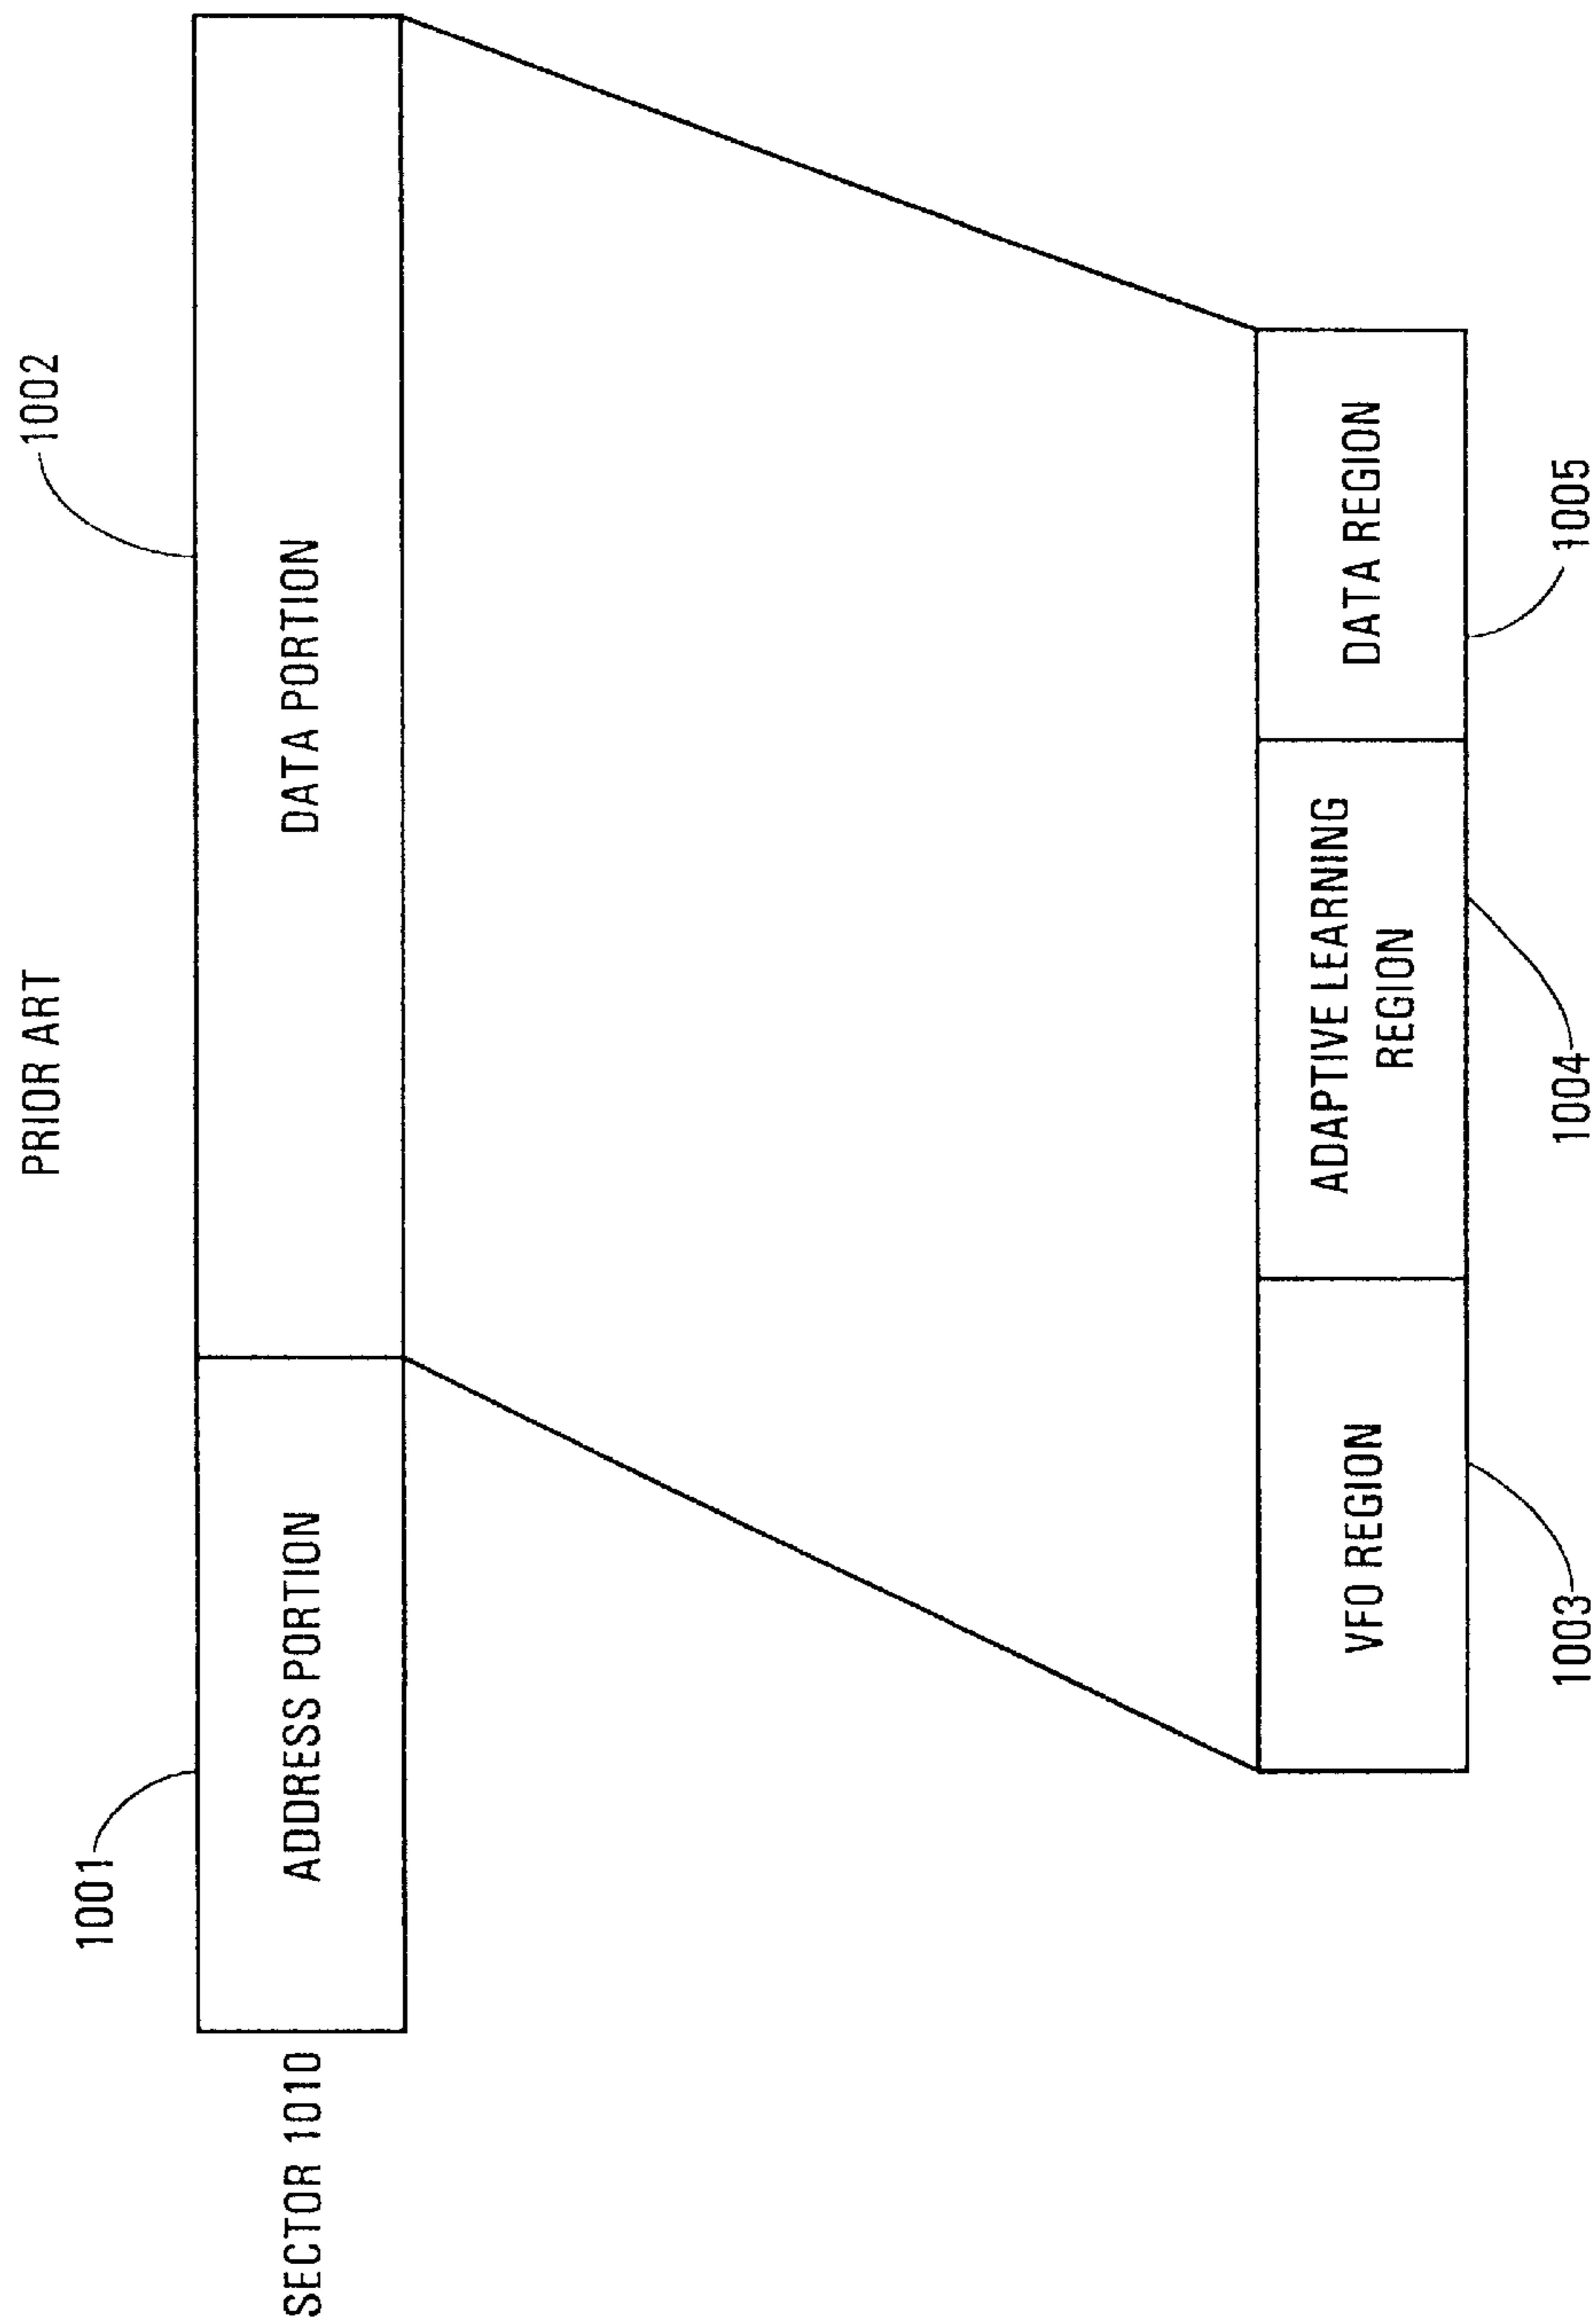 PRIOR ART
1001
1002
SECTOR 1010
ADDRESS PORTION
DATA PORTION
VFO REGION
ADAPTIVE LEARNING
REGION
DATA REGION
1003
1004
1005